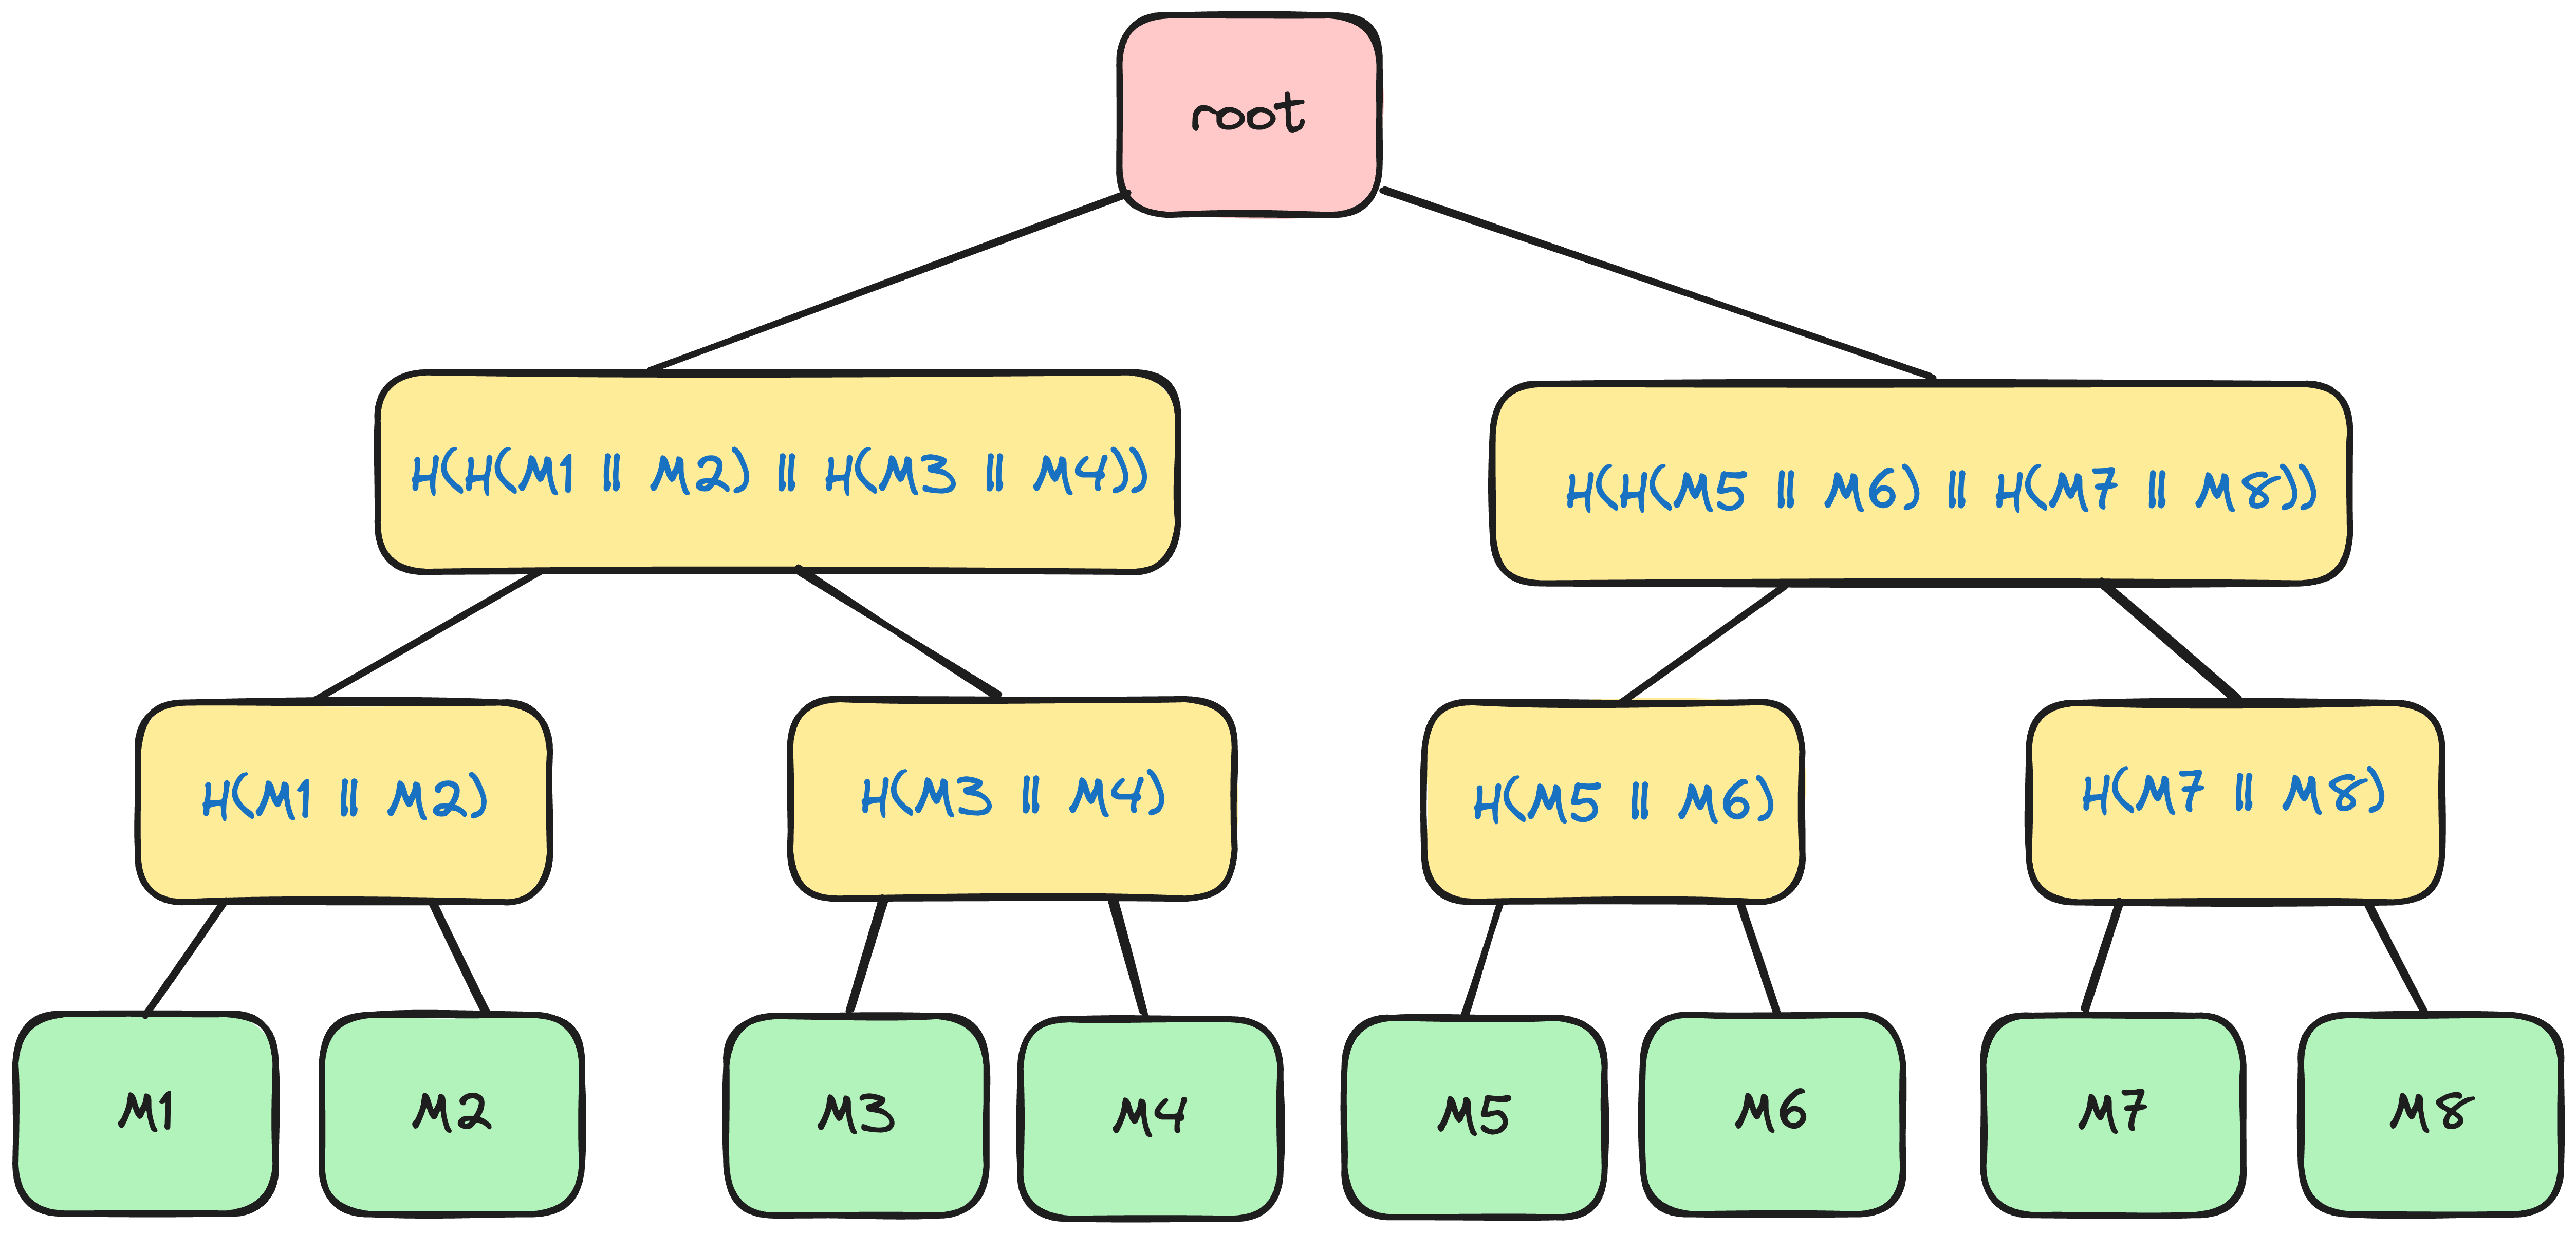 root
H(H(M1 || M2) || H(M3 || M4))
H(H(M5 || M6) || H(M7 || M8))
H(M1 || M2)
H(M3 || M4)
H(M5 || M6)
H(M7 || M8)
M1
M2
M3
M4
M5
M6
M7
M8